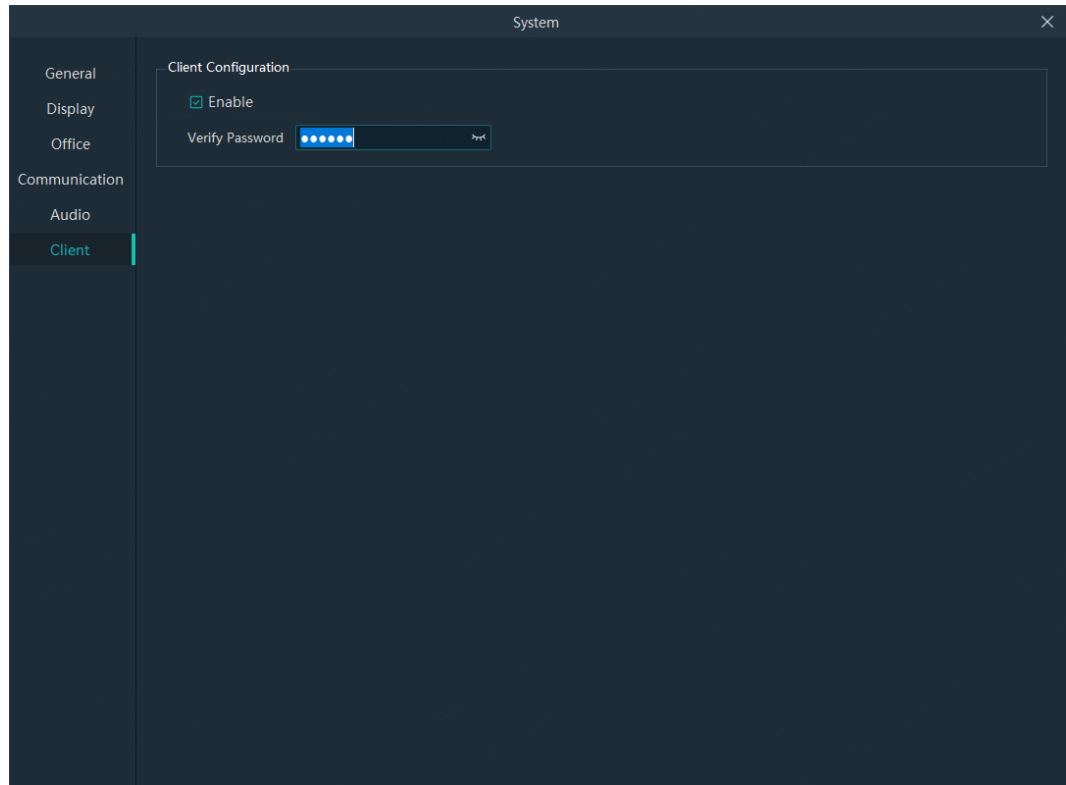 System
General
Display
Office
Communication
Audio
Client
Client Configuration
Enable
Verify Password ●●●●●●